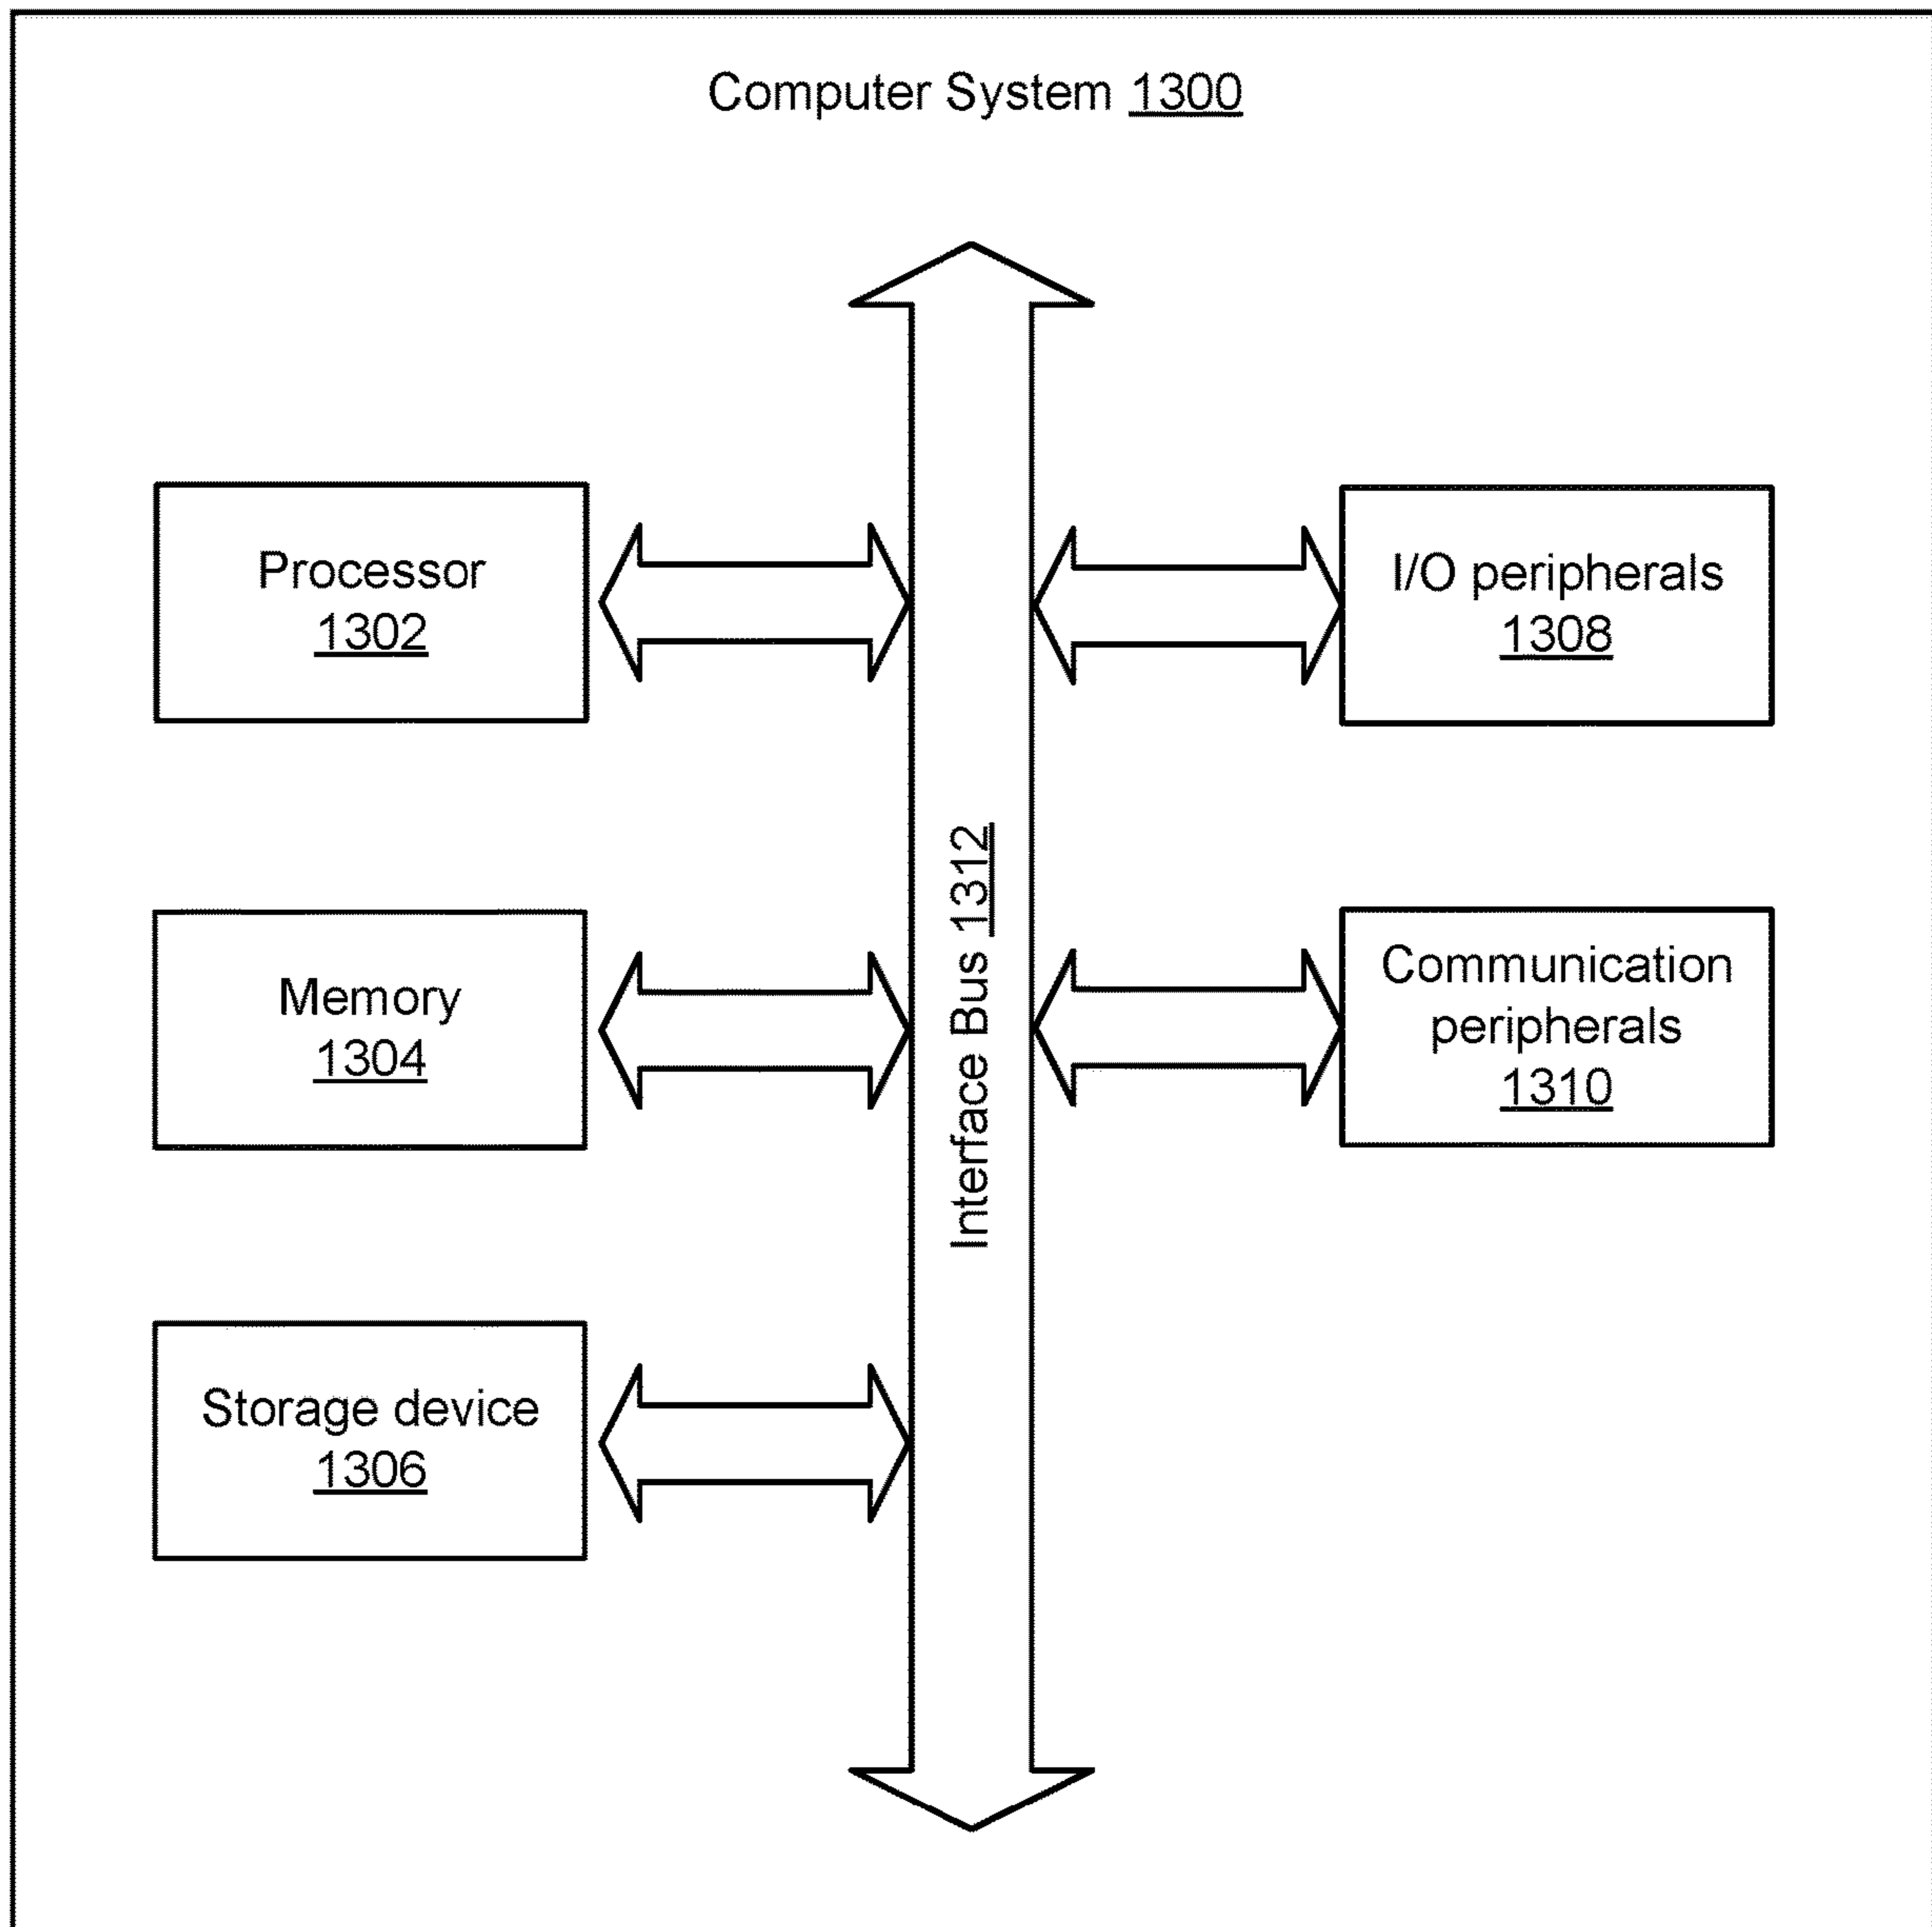 Computer System 1300
Processor
1302
I/O peripherals
1308
Interface Bus 1312
Memory
1304
Communication
peripherals
1310
Storage device
1306